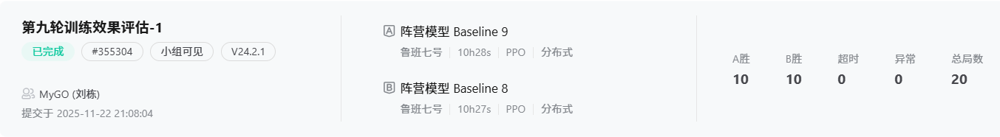 第九轮训练效果评估-1
已完成 #355304 小组可见 V24.2.1
MyGO (刘栋)
提交于 2025-11-22 21:08:04
A 阵营模型 Baseline 9
鲁班七号 10h28s PPO 分布式
B 阵营模型 Baseline 8
鲁班七号 10h27s PPO 分布式
A胜 B胜 超时 异常 总局数
10 10 0 0 20